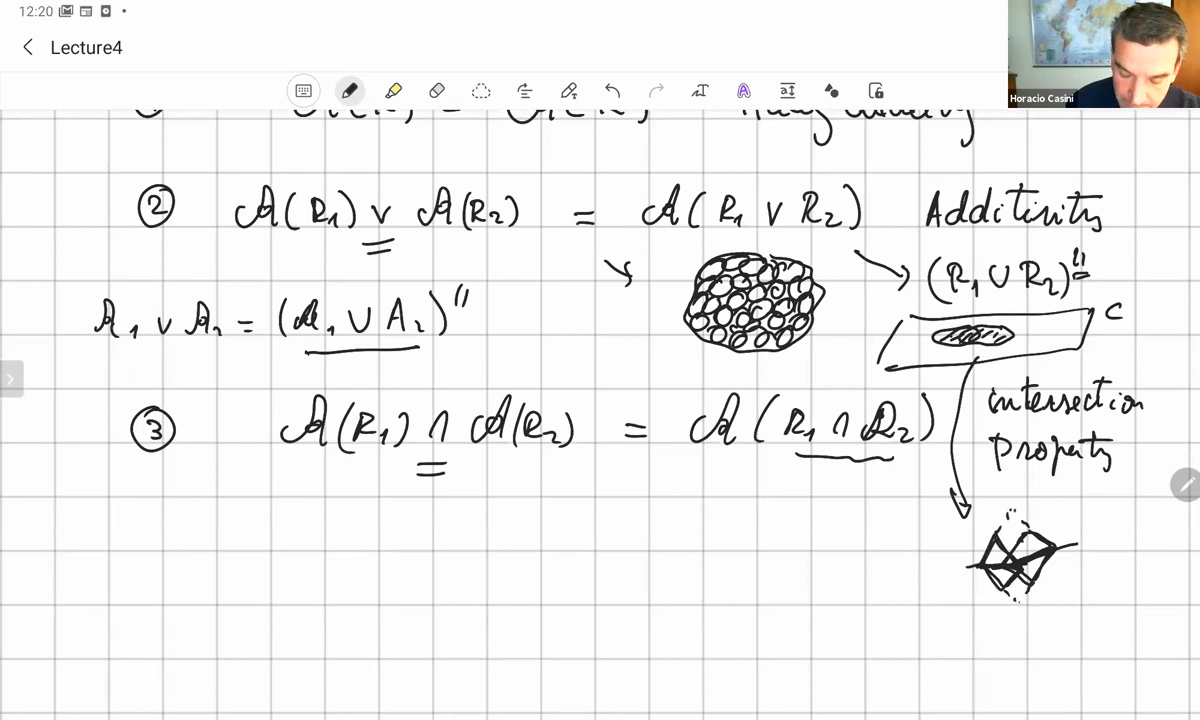 12:20
Lecture4
Horacio Casini
② 𝒜(R₁) ∨ 𝒜(R₂) = 𝒜(R₁ ∨ R₂) Additivity
(R₁ ∪ R₂)''
𝒜₁ ∨ 𝒜₂ = (𝒜₁ ∪ A₂)''
C
③ 𝒜(R₁) ∩ 𝒜(R₂) = 𝒜(R₁ ∩ R₂) intersection
property